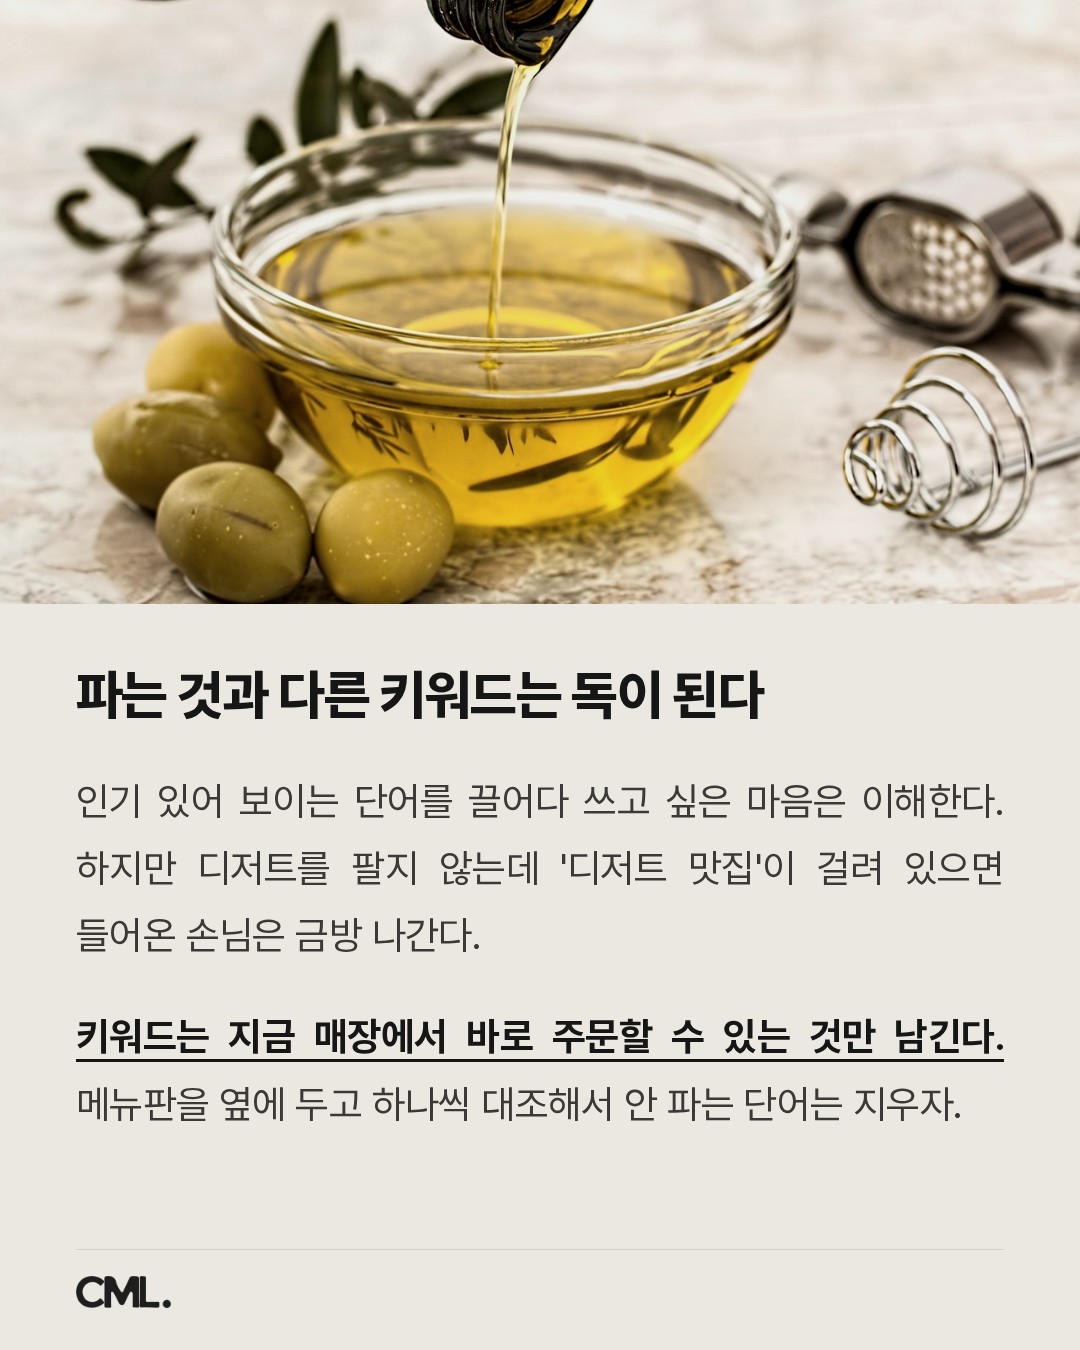 파는 것과 다른 키워드는 독이 된다
인기 있어 보이는 단어를 끌어다 쓰고 싶은 마음은 이해한다.
하지만 디저트를 팔지 않는데 '디저트 맛집'이 걸려 있으면
들어온 손님은 금방 나간다.
키워드는 지금 매장에서 바로 주문할 수 있는 것만 남긴다.
메뉴판을 옆에 두고 하나씩 대조해서 안 파는 단어는 지우자.
CML.